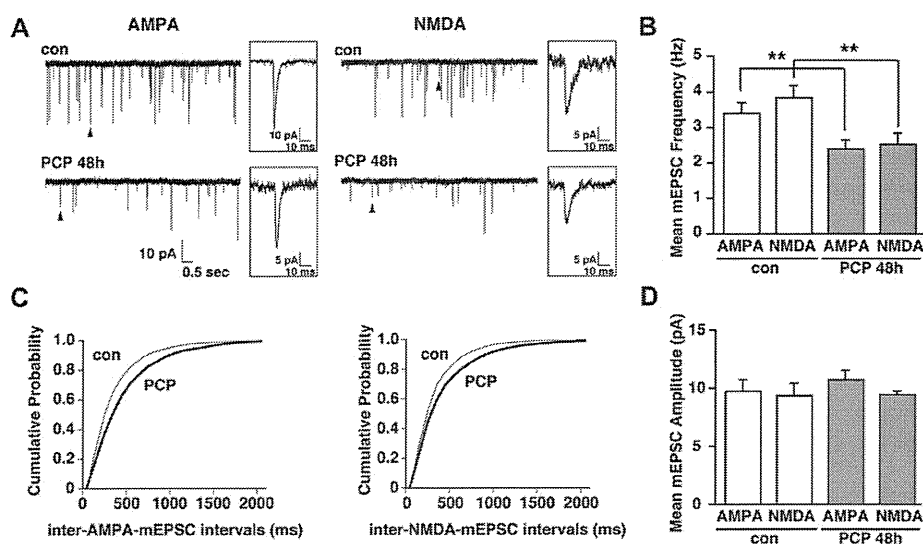 A
AMPA
NMDA
con
con
10 pA
10 ms
5 pA
10 ms
PCP 48h
PCP 48h
10 pA
0.5 sec
5 pA
10 ms
5 pA
10 ms
B
Mean mEPSC Frequency (Hz)
5
4
3
2
1
0
**
**
AMPA NMDA AMPA NMDA
con PCP 48h
C
Cumulative Probability
1.0
0.8
0.6
0.4
0.2
0
con
PCP
0 500 1000 1500 2000
inter-AMPA-mEPSC intervals (ms)
Cumulative Probability
1.0
0.8
0.6
0.4
0.2
0
con
PCP
0 500 1000 1500 2000
inter-NMDA-mEPSC intervals (ms)
D
Mean mEPSC Amplitude (pA)
15
10
5
0
AMPA NMDA AMPA NMDA
con PCP 48h